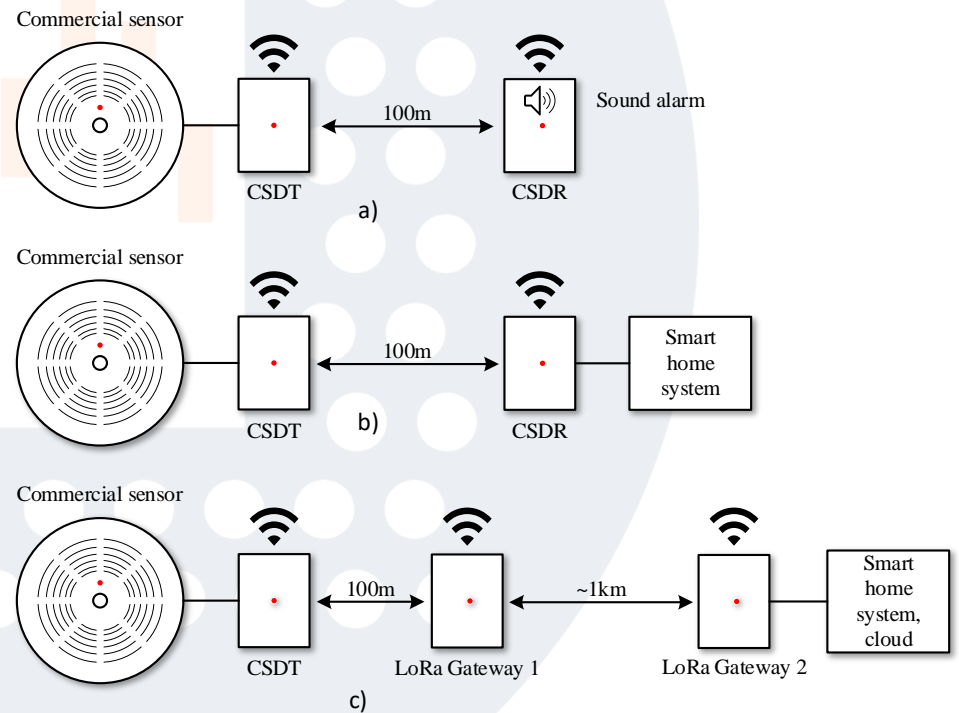 Commercial sensor
100m
Sound alarm
CSDT
CSDR
a)
Commercial sensor
100m
Smart
home
system
CSDT
b)
CSDR
Commercial sensor
100m
~1km
Smart
home
system,
cloud
CSDT
LoRa Gateway 1
LoRa Gateway 2
c)